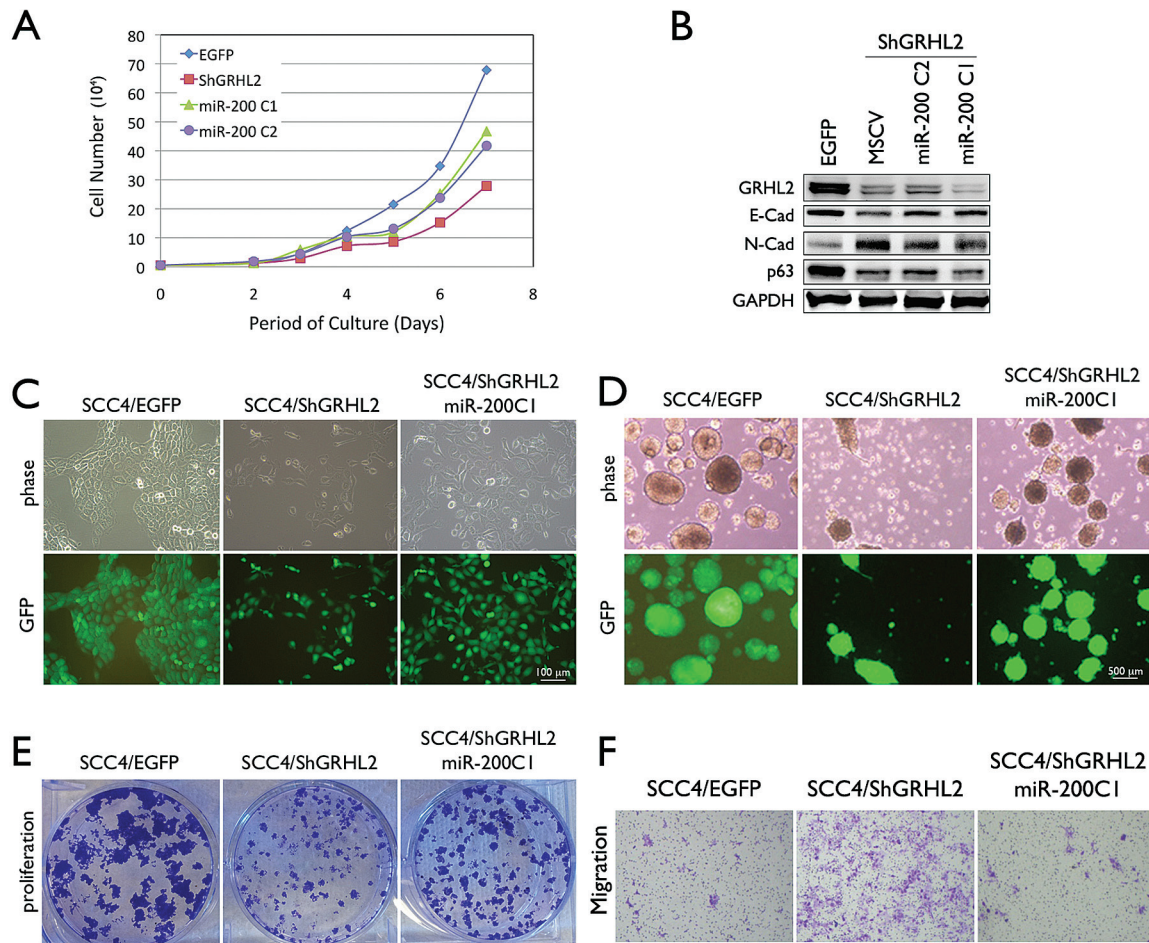 A
Cell Number (10⁴)
80
70
60
50
40
30
20
10
0
EGFP
ShGRHL2
miR-200 C1
miR-200 C2
0 2 4 6 8
Period of Culture (Days)
B
ShGRHL2
EGFP
MSCV
miR-200 C2
miR-200 C1
GRHL2
E-Cad
N-Cad
p63
GAPDH
C
SCC4/EGFP
SCC4/ShGRHL2
SCC4/ShGRHL2
miR-200C1
phase
GFP
100 µm
D
SCC4/EGFP
SCC4/ShGRHL2
SCC4/ShGRHL2
miR-200C1
phase
GFP
500 µm
E
SCC4/EGFP
SCC4/ShGRHL2
SCC4/ShGRHL2
miR-200C1
proliferation
F
SCC4/EGFP
SCC4/ShGRHL2
SCC4/ShGRHL2
miR-200C1
Migration